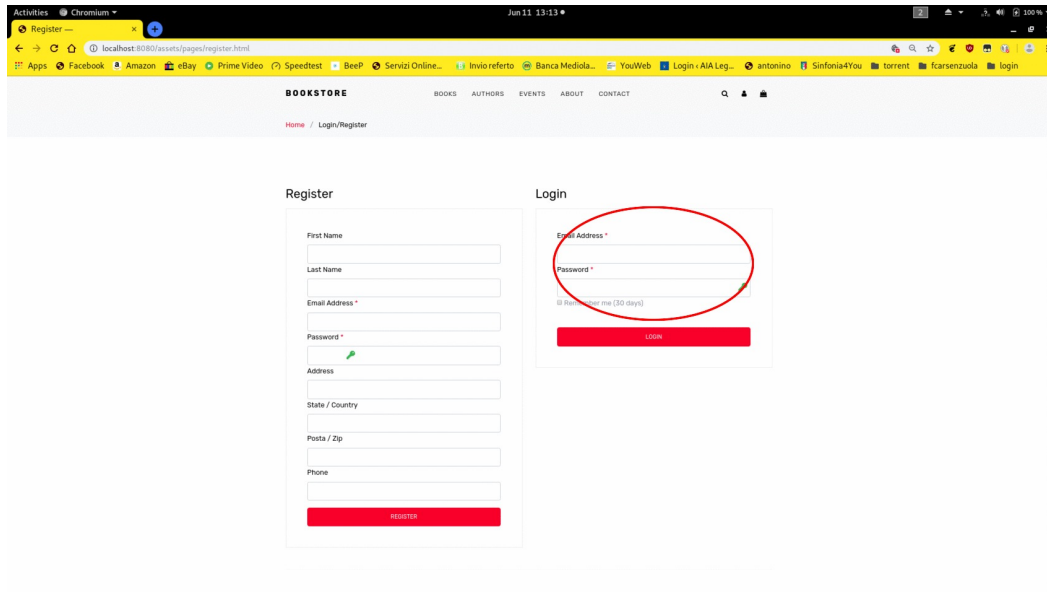 Activities Chromium Jun 11 13:13 2 100 %
Register —
localhost:8080/assets/pages/register.html
Apps Facebook Amazon eBay Prime Video Speedtest BeeP Servizi Online... Invio referto Banca Mediola... YouWeb Login ‹ AIA Leg... antonino Sinfonia4You torrent fcarsenzuola login
BOOKSTORE BOOKS AUTHORS EVENTS ABOUT CONTACT
Home / Login/Register
Register
First Name
Last Name
Email Address *
Password *
Address
State / Country
Posta / Zip
Phone
REGISTER
Login
Email Address *
Password *
Remember me (30 days)
LOGIN